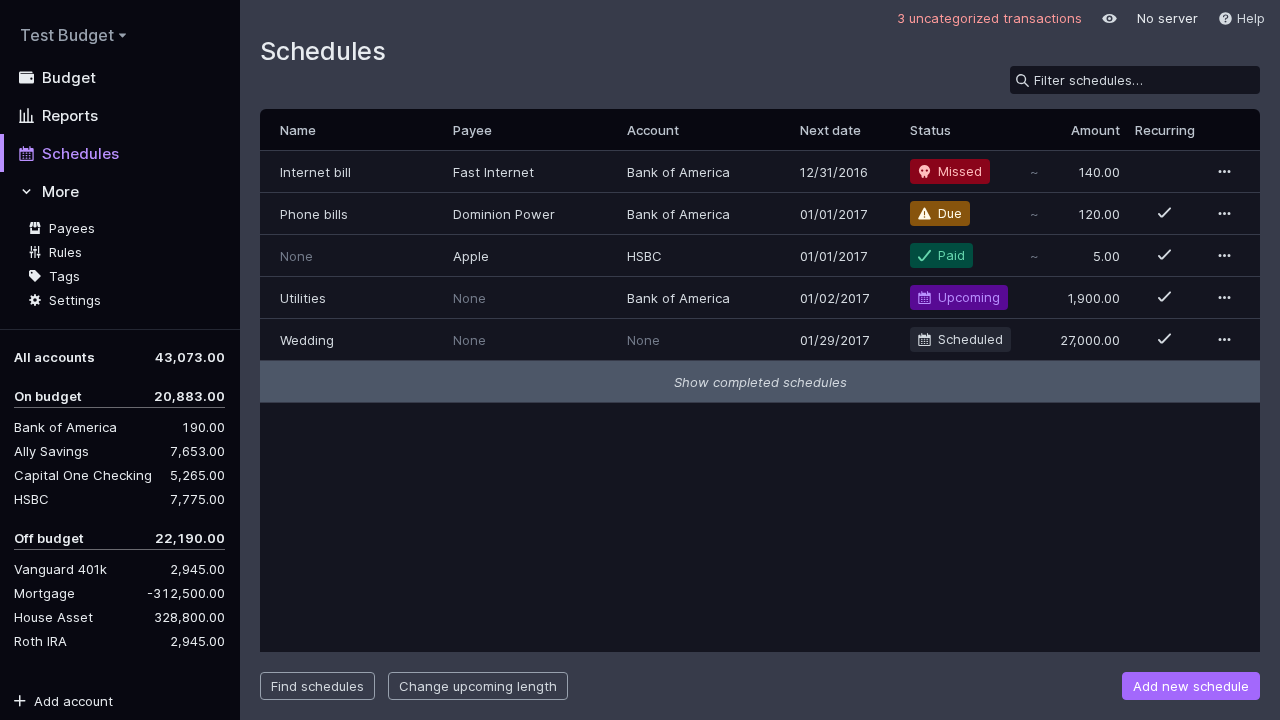 Test Budget
Budget
Reports
Schedules
More
Payees
Rules
Tags
Settings
All accounts 43,073.00
On budget 20,883.00
Bank of America 190.00
Ally Savings 7,653.00
Capital One Checking 5,265.00
HSBC 7,775.00
Off budget 22,190.00
Vanguard 401k 2,945.00
Mortgage -312,500.00
House Asset 328,800.00
Roth IRA 2,945.00
Add account
3 uncategorized transactions No server Help
Schedules
Filter schedules…
Name Payee Account Next date Status Amount Recurring
Internet bill Fast Internet Bank of America 12/31/2016 Missed ~ 140.00
Phone bills Dominion Power Bank of America 01/01/2017 Due ~ 120.00
None Apple HSBC 01/01/2017 Paid ~ 5.00
Utilities None Bank of America 01/02/2017 Upcoming 1,900.00
Wedding None None 01/29/2017 Scheduled 27,000.00
Show completed schedules
Find schedules Change upcoming length Add new schedule